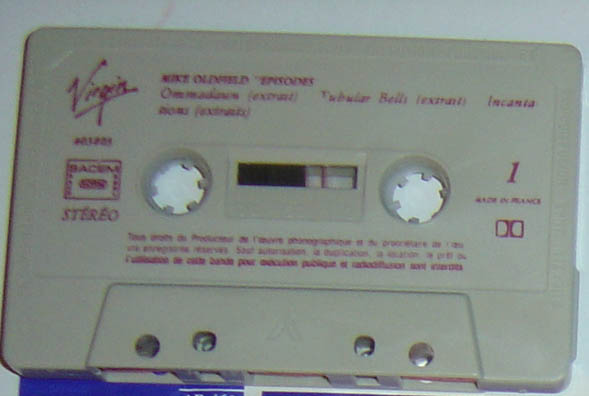 Virgin
MIKE OLDFIELD "EPISODES
Ommadawn (extrait) Tubular Bells (extrait) Incanta
tions (extraits)
SACEM
STÉRÉO
1
MADE IN FRANCE
Tous droits du Producteur de l'œuvre phonographique et du propriétaire de l'œu
vre enregistrée réservés. Sauf autorisation, la duplication, la location, le prêt ou
l'utilisation de cette bande pour exécution publique et radiodiffusion sont interdits